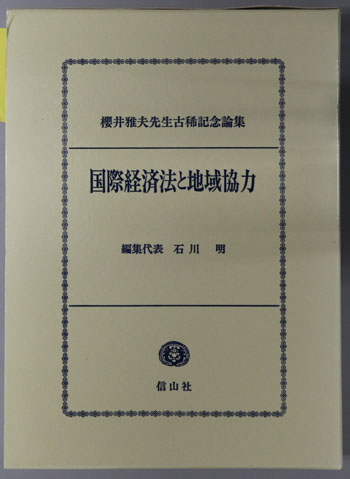 櫻井雅夫先生古稀記念論集
国際経済法と地域協力
編集代表 石川 明
信山社